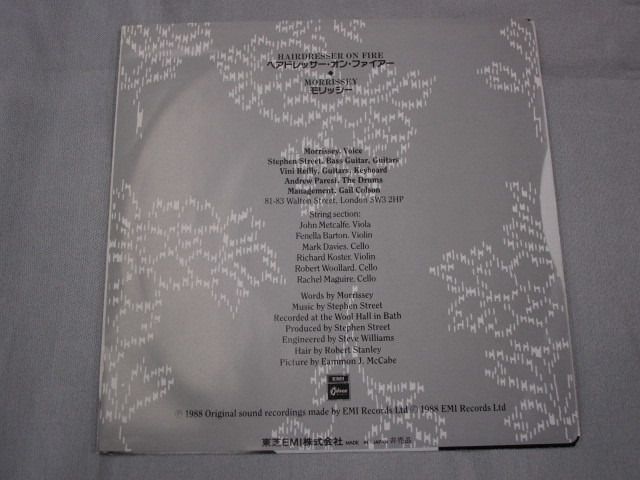 HAIRDRESSER ON FIRE
ヘアドレッサー・オン・ファイアー
MORRISSEY
モリッシー
Morrissey, Voice
Stephen Street, Bass Guitar, Guitars
Vini Reilly, Guitars, Keyboard
Andrew Paresi, The Drums
Management, Gail Colson
81-83 Walton Street, London SW3 2HP
String section:
John Metcalfe, Viola
Fenella Barton, Violin
Mark Davies, Cello
Richard Koster, Violin
Robert Woollard, Cello
Rachel Maguire, Cello
Words by Morrissey
Music by Stephen Street
Recorded at the Wool Hall in Bath
Produced by Stephen Street
Engineered by Steve Williams
Hair by Robert Stanley
Picture by Eammon J. McCabe
EMI
Odeon
℗ 1988 Original sound recordings made by EMI Records Ltd © 1988 EMI Records Ltd
東芝EMI株式会社 MADE IN JAPAN 非売品